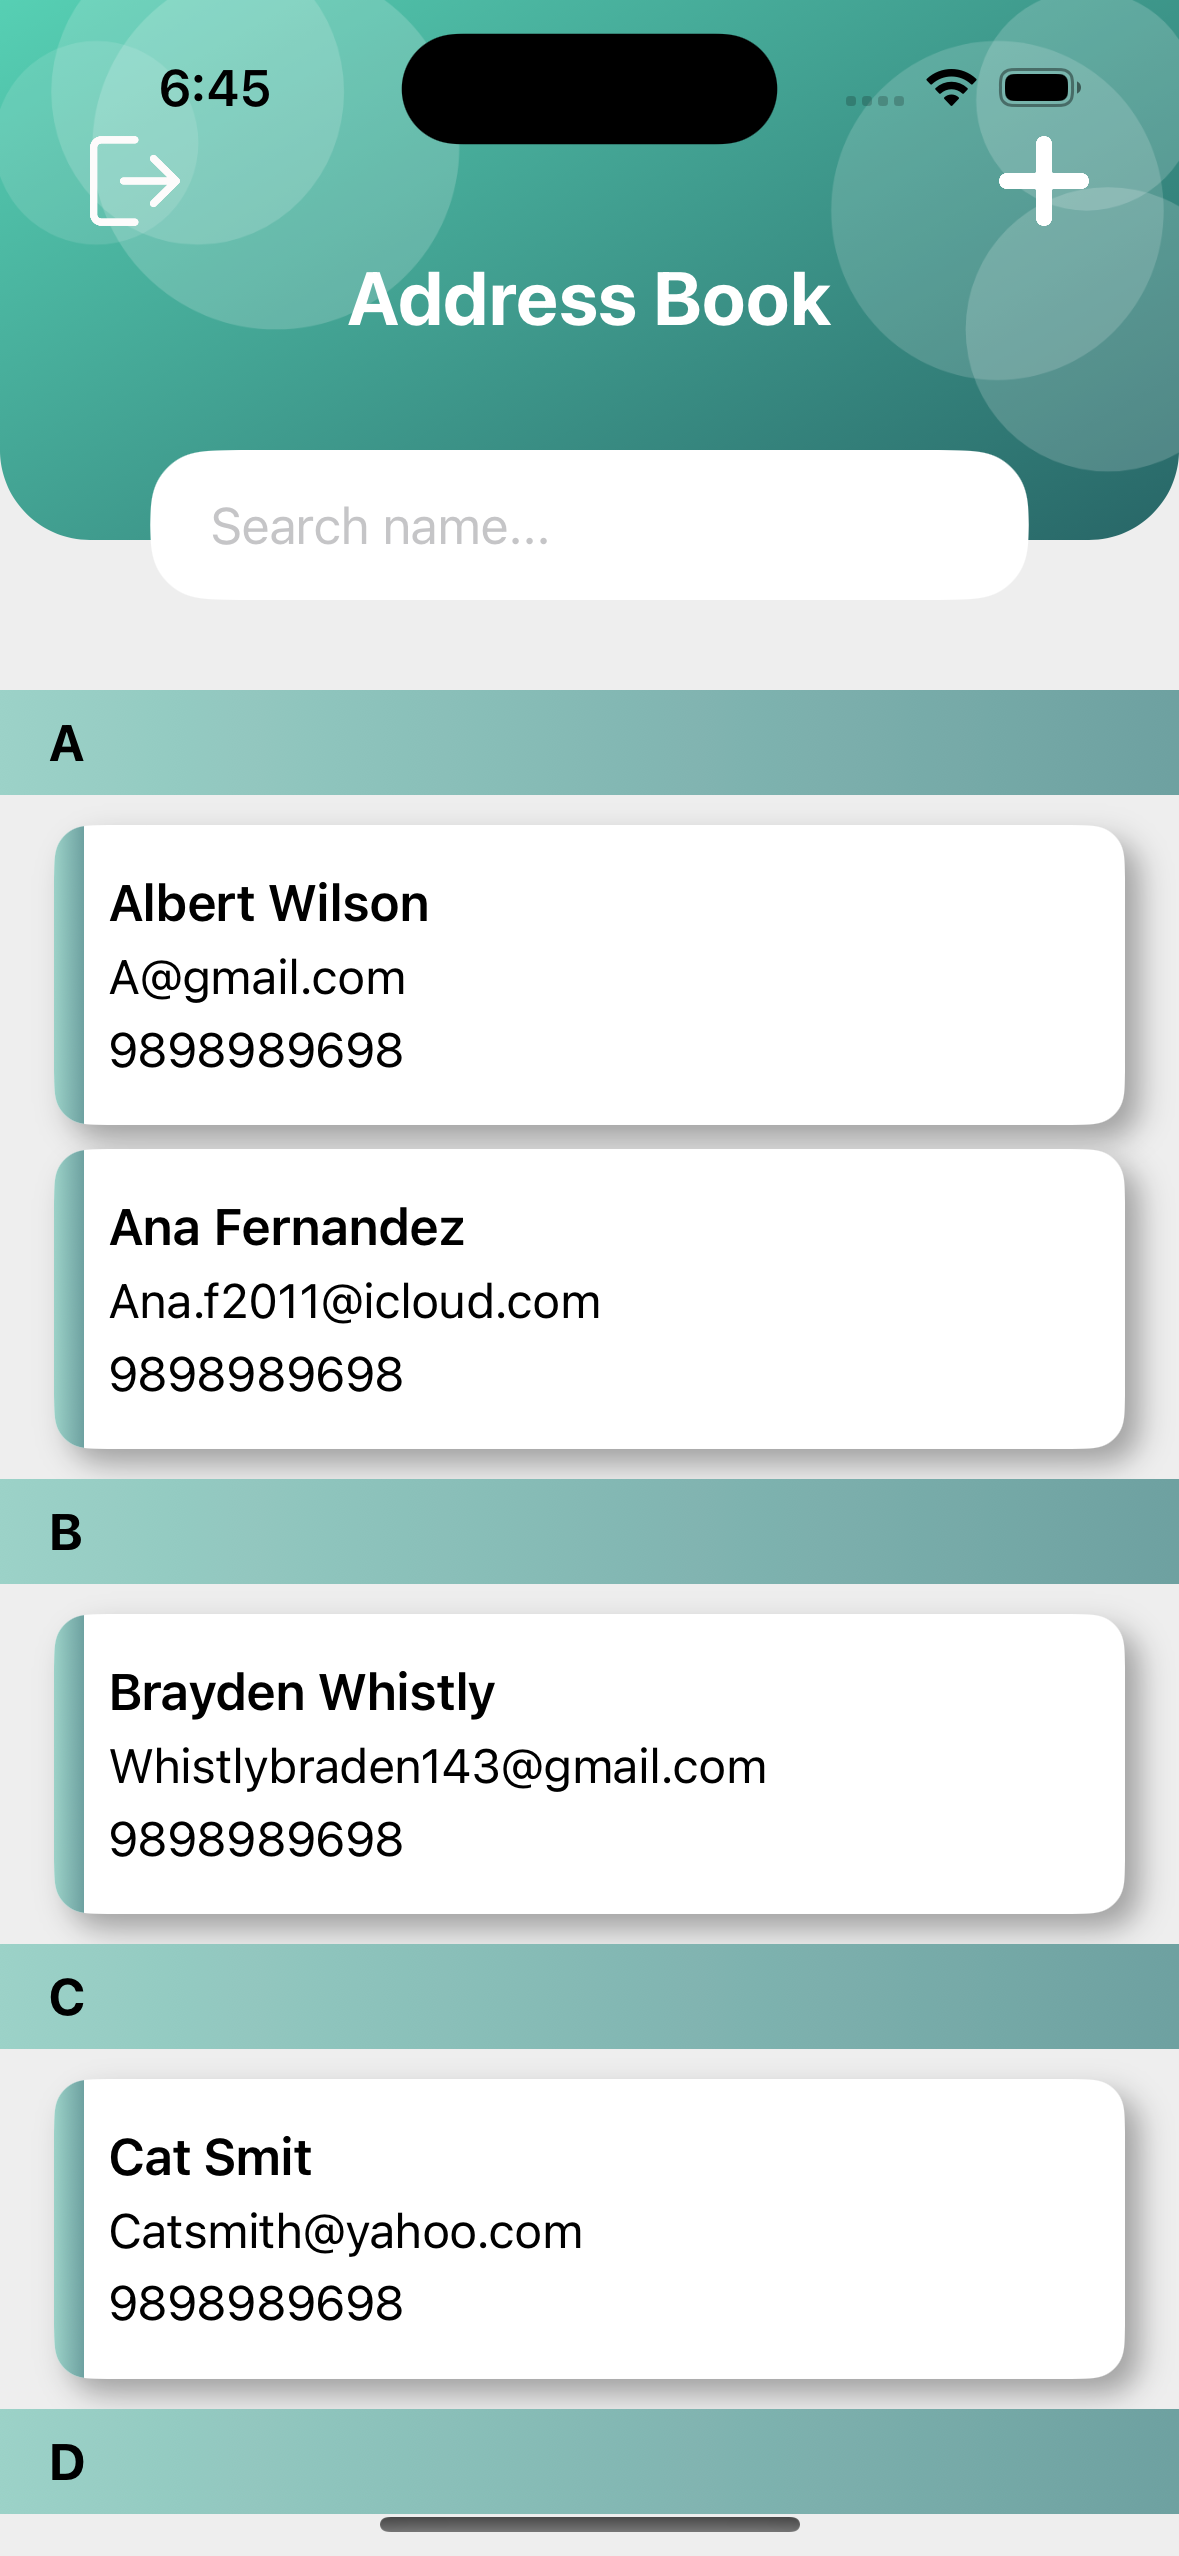 6:45
Address Book
Search name...
A
Albert Wilson
A@gmail.com
9898989698
Ana Fernandez
Ana.f2011@icloud.com
9898989698
B
Brayden Whistly
Whistlybraden143@gmail.com
9898989698
C
Cat Smit
Catsmith@yahoo.com
9898989698
D